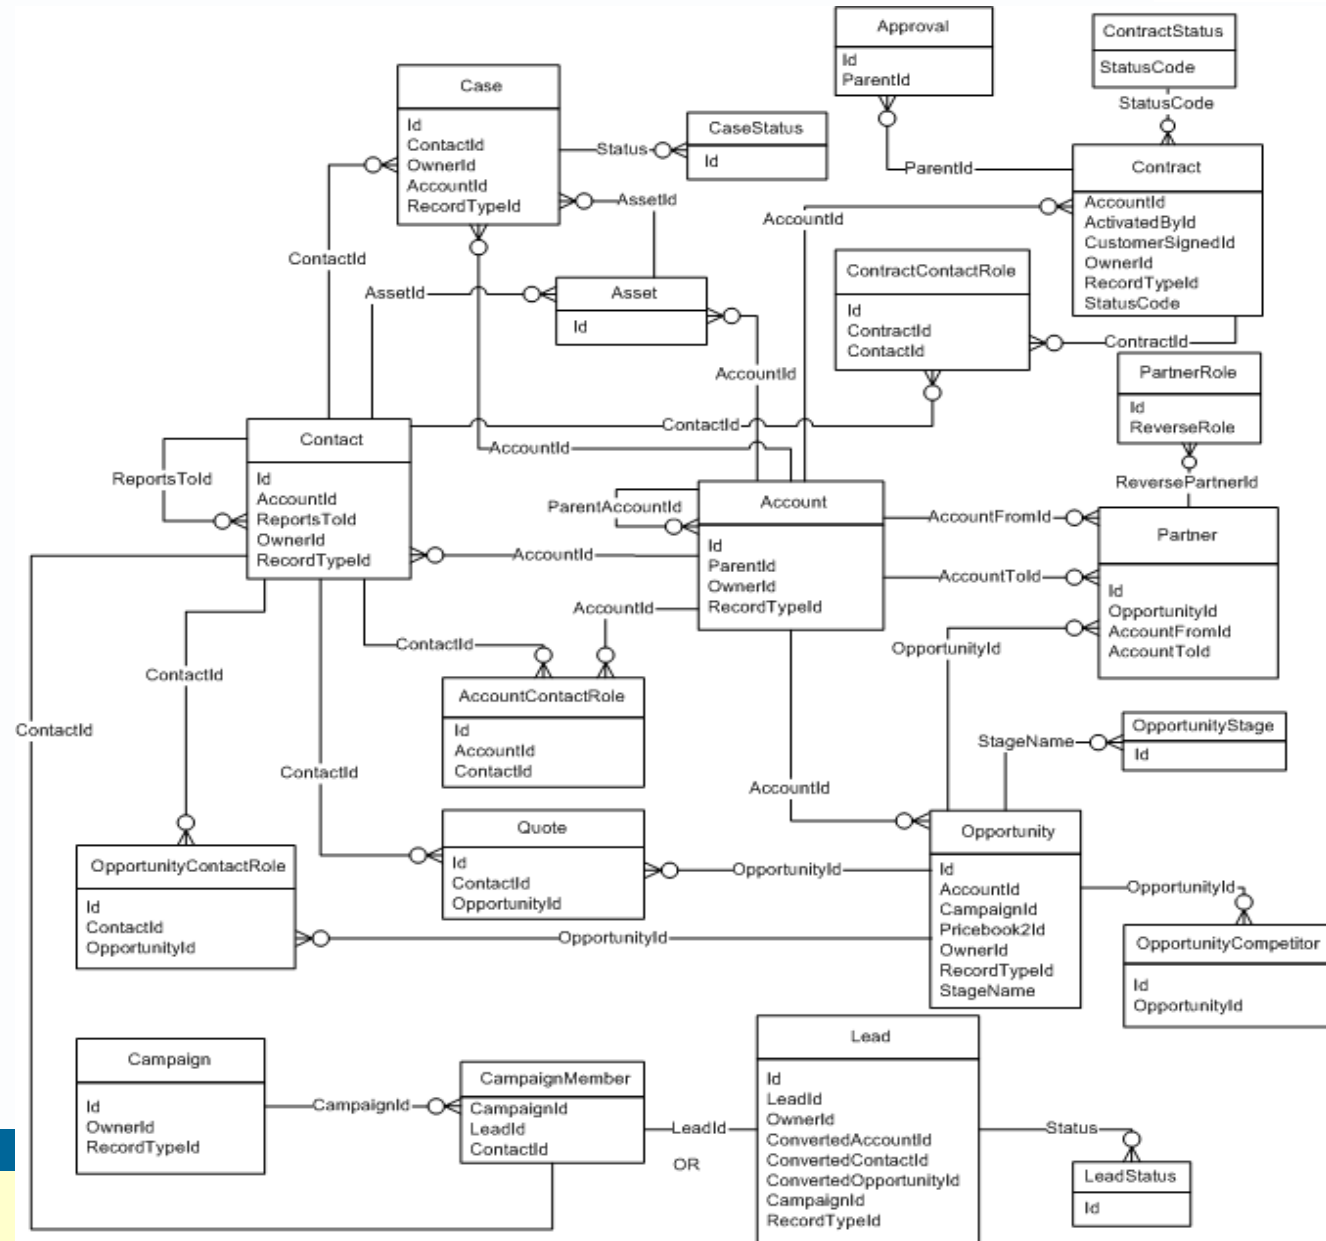 Approval
Id
ParentId
ContractStatus
StatusCode
StatusCode
Case
Id
ContactId
OwnerId
AccountId
RecordTypeId
Status
CaseStatus
Id
AssetId
ParentId
Contract
AccountId
ActivatedById
CustomerSignedId
OwnerId
RecordTypeId
StatusCode
AccountId
ContactId
AssetId
Asset
Id
ContractContactRole
Id
ContractId
ContactId
ContractId
AccountId
PartnerRole
Id
ReverseRole
ContactId
Contact
Id
AccountId
ReportsToId
OwnerId
RecordTypeId
ReportsToId
AccountId
ParentAccountId
Account
Id
ParentId
OwnerId
RecordTypeId
ReversePartnerId
AccountFromId
Partner
Id
OpportunityId
AccountFromId
AccountToId
AccountId
AccountToId
AccountId
ContactId
OpportunityId
ContactId
AccountContactRole
Id
AccountId
ContactId
ContactId
StageName
OpportunityStage
Id
ContactId
AccountId
Quote
Id
ContactId
OpportunityId
Opportunity
Id
AccountId
CampaignId
Pricebook2Id
OwnerId
RecordTypeId
StageName
OpportunityContactRole
Id
ContactId
OpportunityId
OpportunityId
OpportunityId
OpportunityId
OpportunityCompetitor
Id
OpportunityId
Campaign
Id
OwnerId
RecordTypeId
CampaignId
CampaignMember
CampaignId
LeadId
ContactId
LeadId
OR
Lead
Id
LeadId
OwnerId
ConvertedAccountId
ConvertedContactId
ConvertedOpportunityId
CampaignId
RecordTypeId
Status
LeadStatus
Id